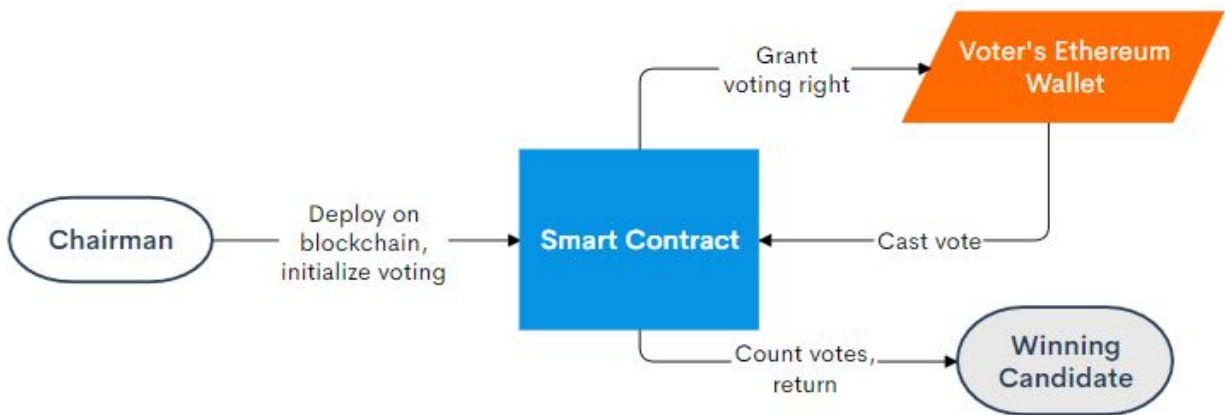 Grant
voting right
Voter's Ethereum
Wallet
Chairman
Deploy on
blockchain,
initialize voting
Smart Contract
Cast vote
Count votes,
return
Winning
Candidate